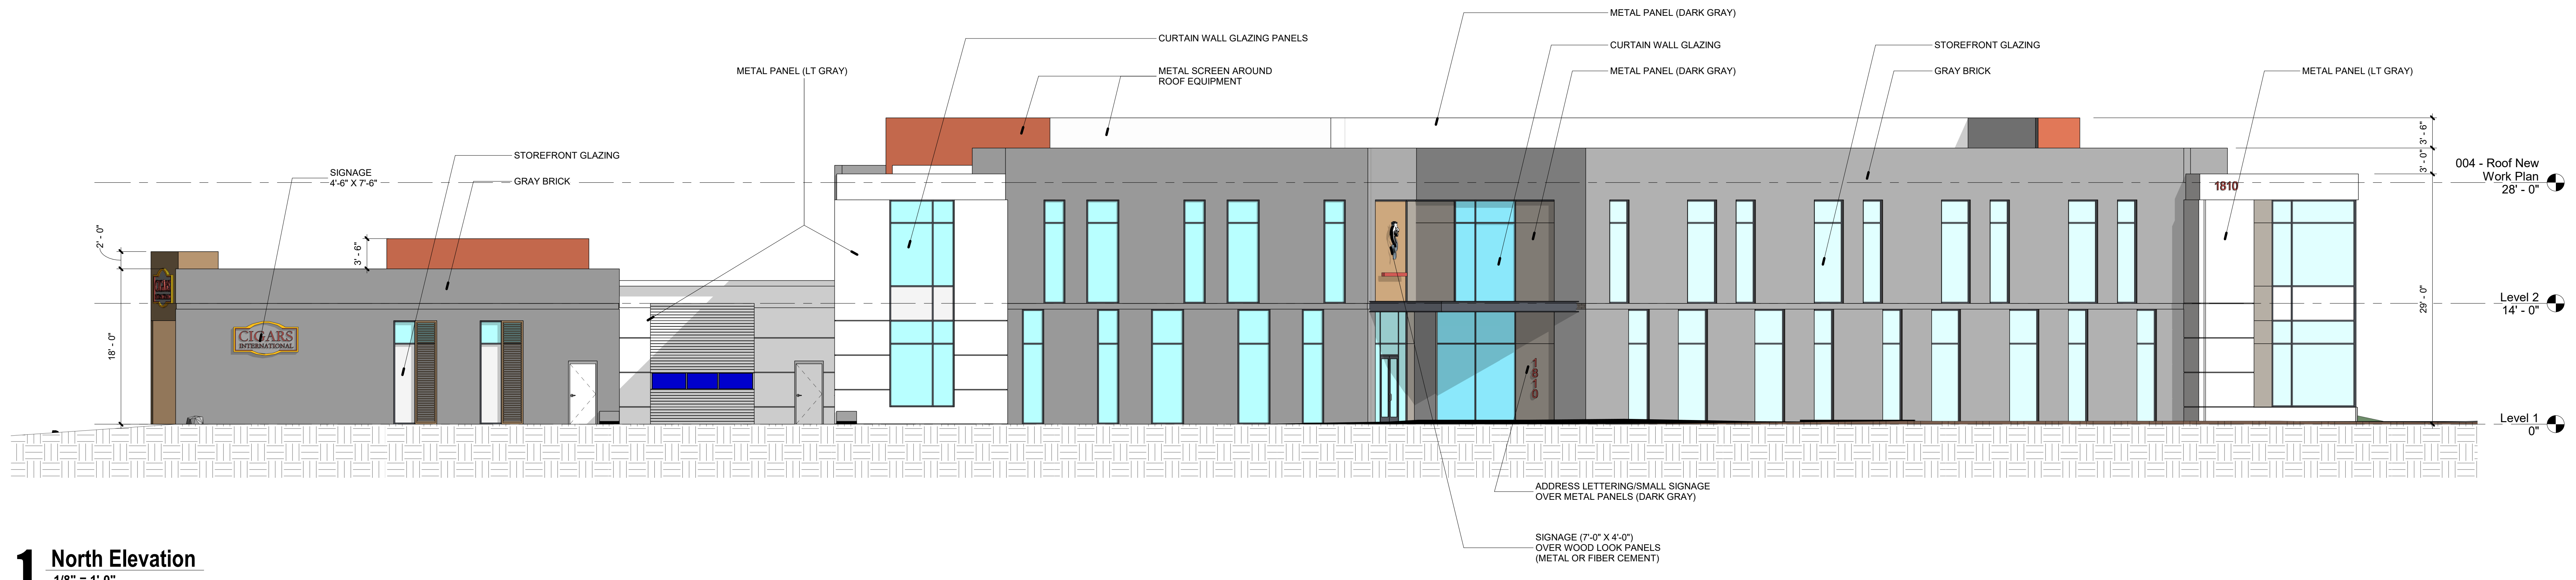 METAL PANEL (DARK GRAY)
CURTAIN WALL GLAZING PANELS
CURTAIN WALL GLAZING
STOREFRONT GLAZING
METAL PANEL (LT GRAY)
METAL SCREEN AROUND
ROOF EQUIPMENT
METAL PANEL (DARK GRAY)
GRAY BRICK
METAL PANEL (LT GRAY)
3' - 6"
STOREFRONT GLAZING
3' - 0"
004 - Roof New
Work Plan
28' - 0"
SIGNAGE
4'-6" X 7'-6"
GRAY BRICK
1810
2' - 0"
3' - 6"
29' - 0"
Level 2
14' - 0"
18' - 0"
CIGARS
INTERNATIONAL
1810
Level 1
0"
ADDRESS LETTERING/SMALL SIGNAGE
OVER METAL PANELS (DARK GRAY)
SIGNAGE (7'-0" X 4'-0")
OVER WOOD LOOK PANELS
(METAL OR FIBER CEMENT)
1 North Elevation
1/8" = 1'-0"